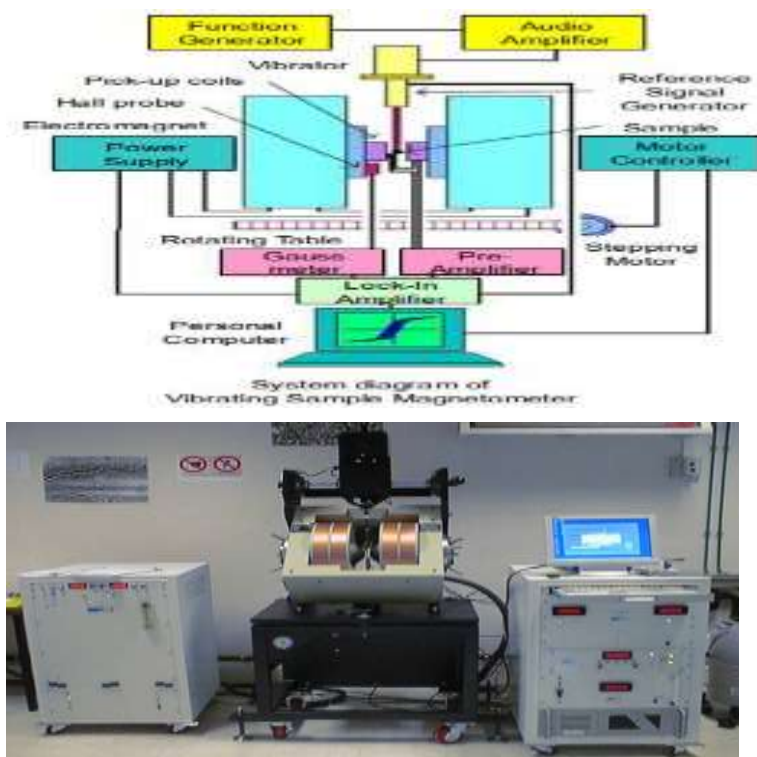 Function
Generator
Audio
Amplifier
Vibrator
Pick-up coils
Hall probe
Electromagnet
Reference
Signal
Generator
Sample
Power
Supply
Motor
Controller
Rotating Table
Stepping
Motor
Gauss
meter
Pre-
Amplifier
Lock-In
Amplifier
Personal
Computer
System diagram of
Vibrating Sample Magnetometer